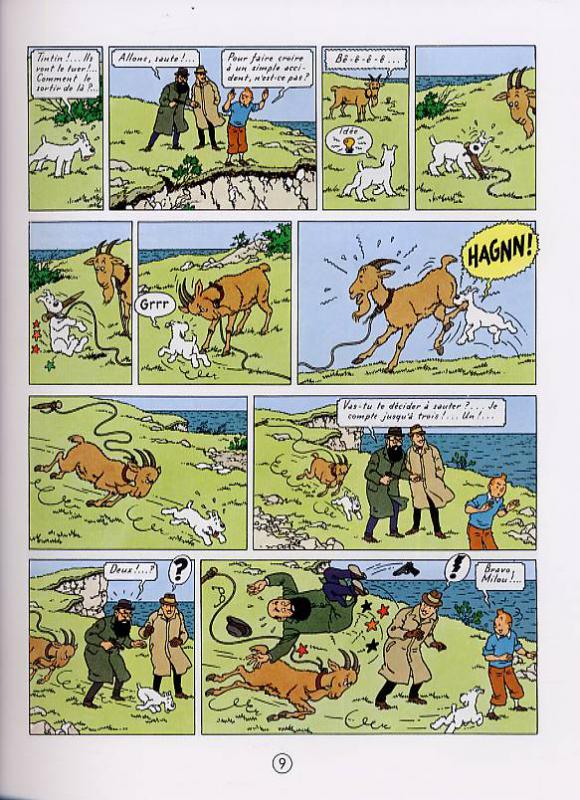 Tintin !... Ils
vont le tuer !...
Comment le
sortir de là ?...
Allons, saute !...
Pour faire croire
à un simple acci-
dent, n'est-ce pas?
Bê-ê-ê-ê...
Idée
Grrr
HAGNN!
Vas-tu te décider à sauter ?.... Je
compte jusqu'à trois !... Un !...
Deux !...?
?
!
Bravo,
Milou !...
9